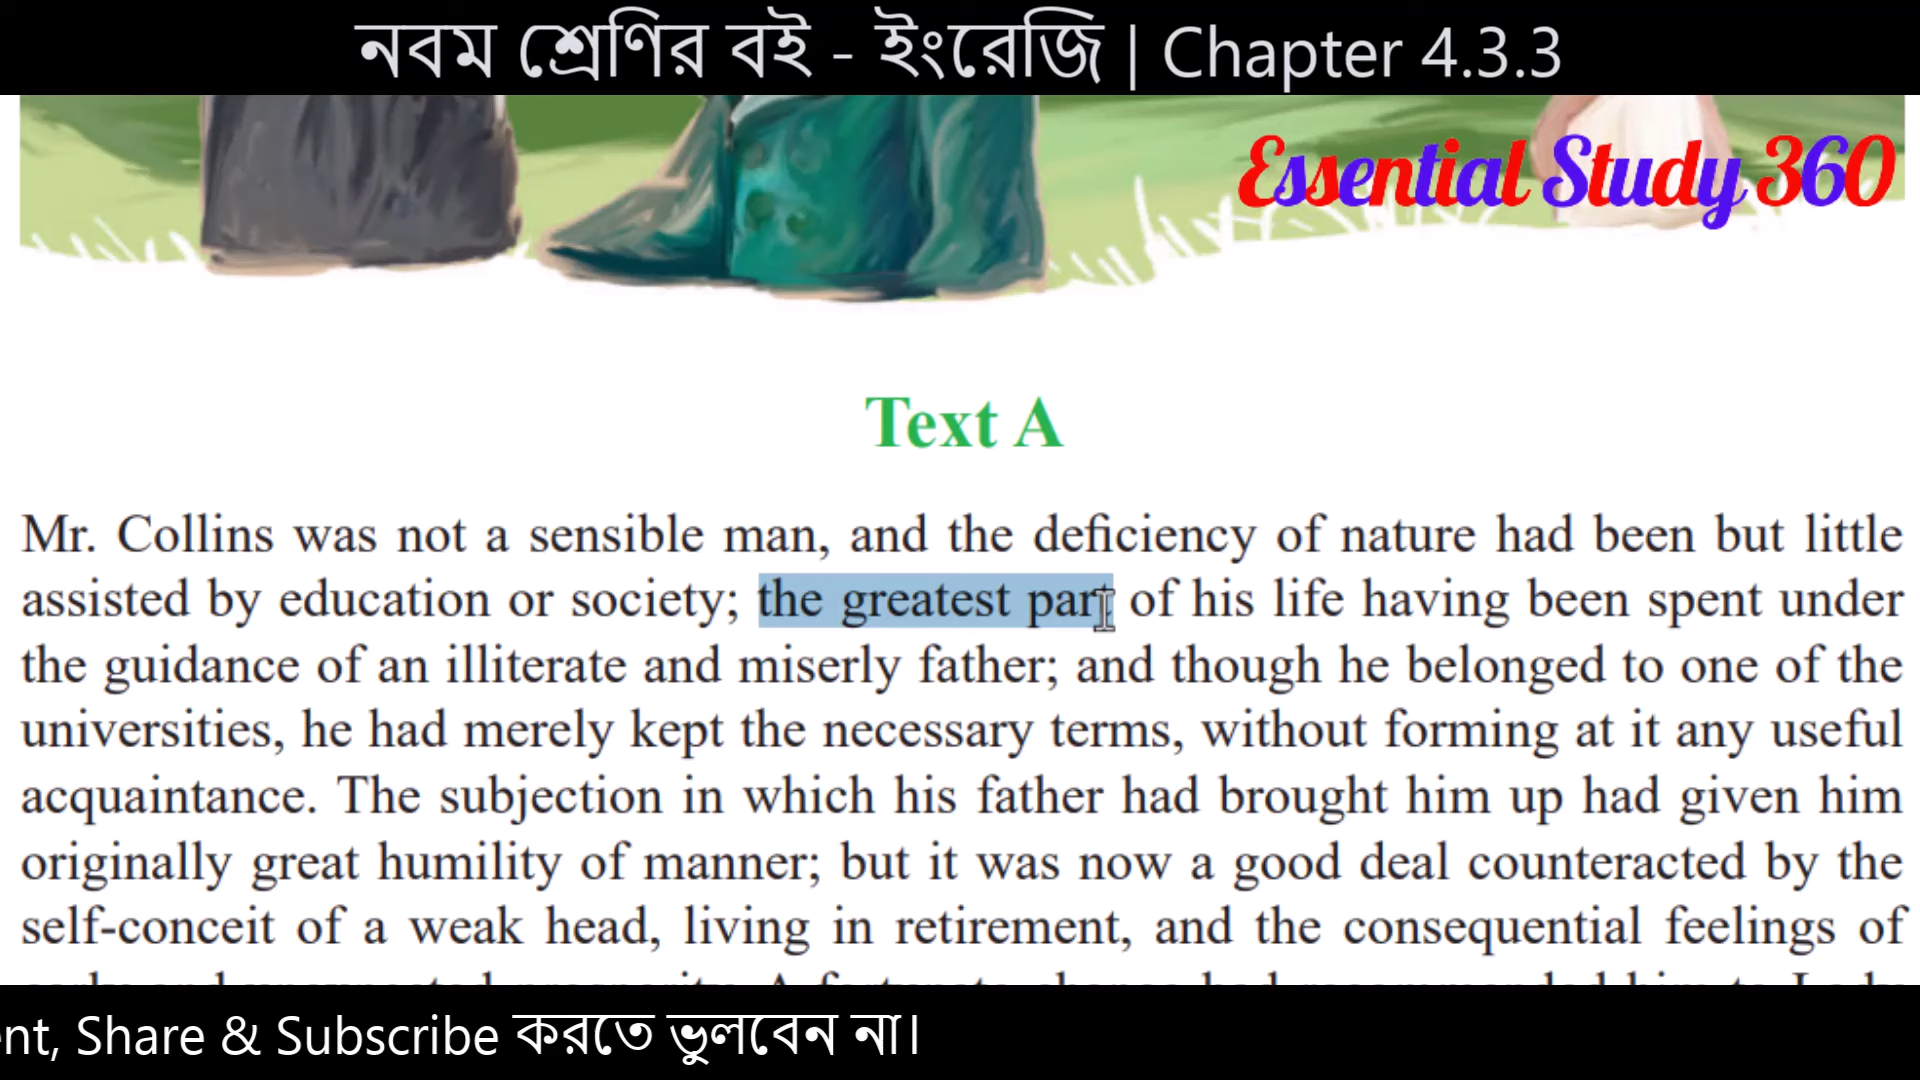 নবম শ্রেণির বই - ইংরেজি | Chapter 4.3.3
Essential Study 360
Text A
Mr. Collins was not a sensible man, and the deficiency of nature had been but little
assisted by education or society; the greatest part of his life having been spent under
the guidance of an illiterate and miserly father; and though he belonged to one of the
universities, he had merely kept the necessary terms, without forming at it any useful
acquaintance. The subjection in which his father had brought him up had given him
originally great humility of manner; but it was now a good deal counteracted by the
self-conceit of a weak head, living in retirement, and the consequential feelings of
nt, Share & Subscribe করতে ভুলবেন না।